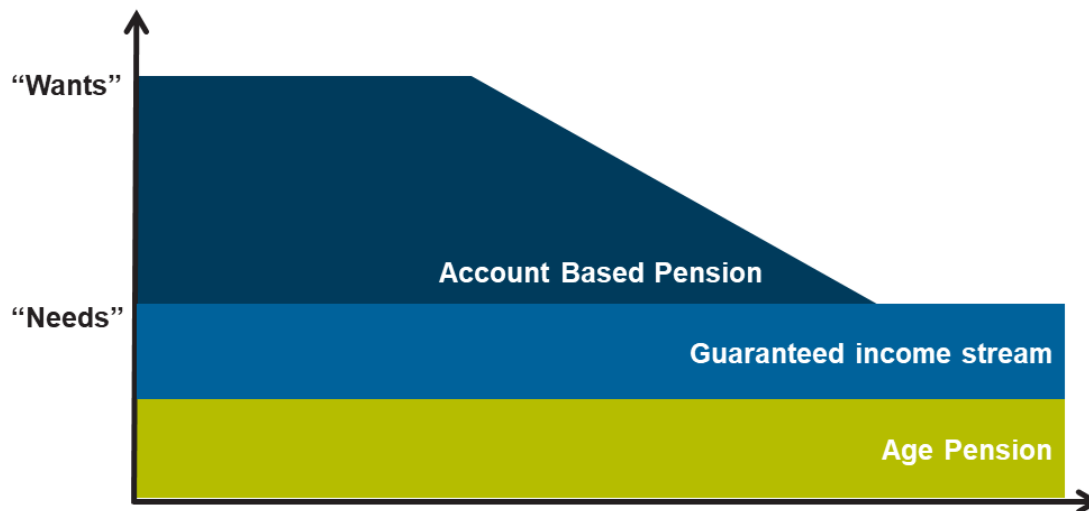 “Wants”
Account Based Pension
“Needs”
Guaranteed income stream
Age Pension